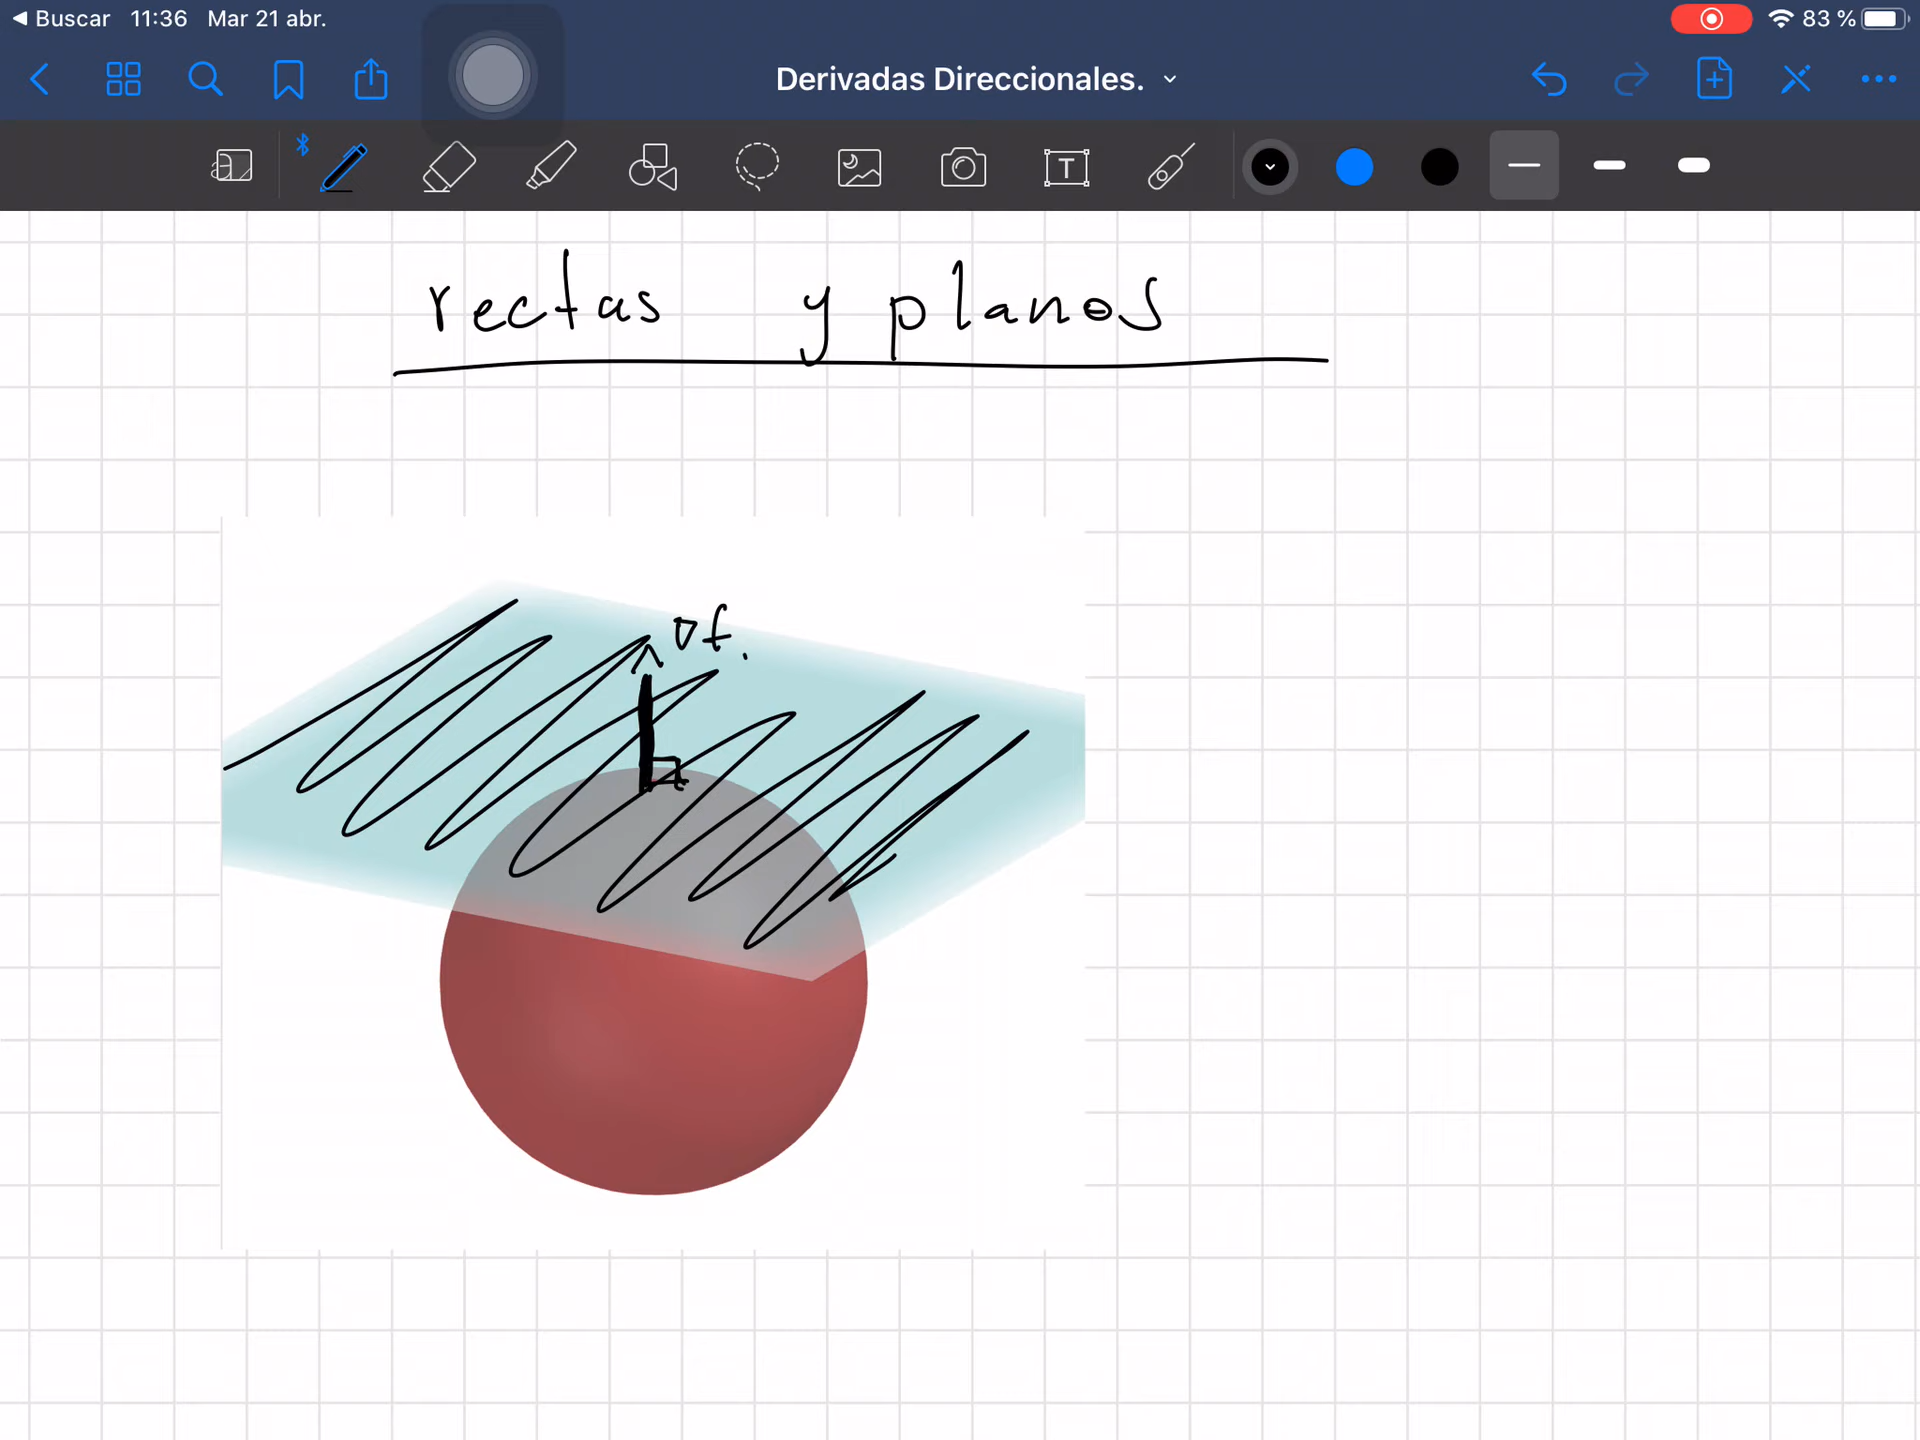 Buscar 11:36 Mar 21 abr. 83 %
Derivadas Direccionales.
T
rectas y planos
∇f.